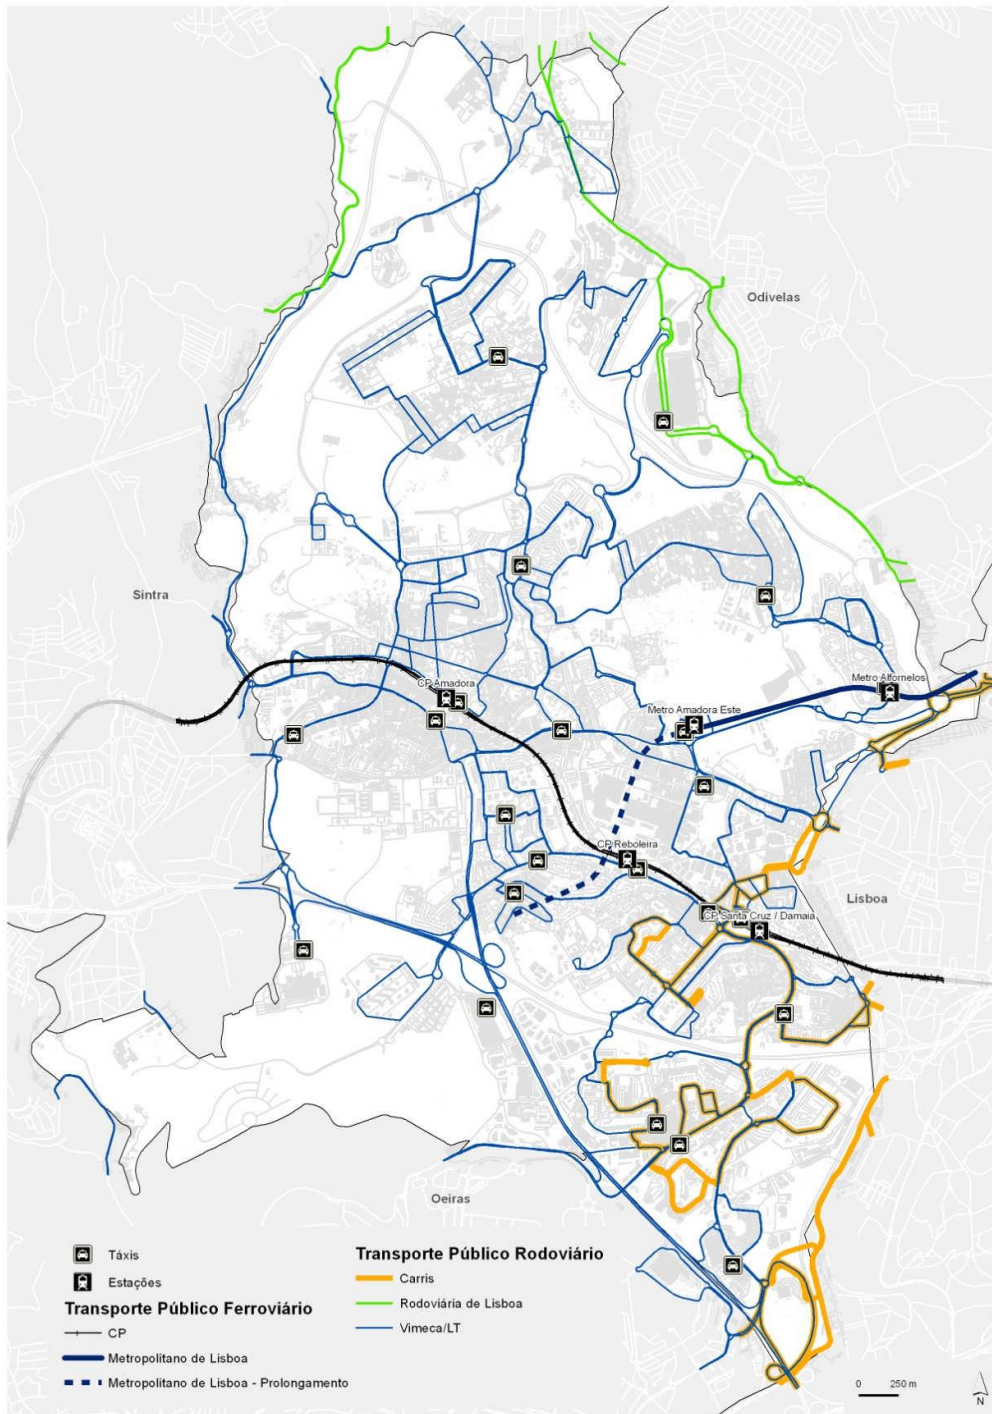 Odivelas
Sintra
Metro Alfornelos
CP Amadora
Metro Amadora Este
CP Reboleira
Lisboa
CP Santa Cruz / Damaia
Oeiras
Táxis
Estações
Transporte Público Ferroviário
CP
Metropolitano de Lisboa
Metropolitano de Lisboa - Prolongamento
Transporte Público Rodoviário
Carris
Rodoviária de Lisboa
Vimeca/LT
0 250 m
N